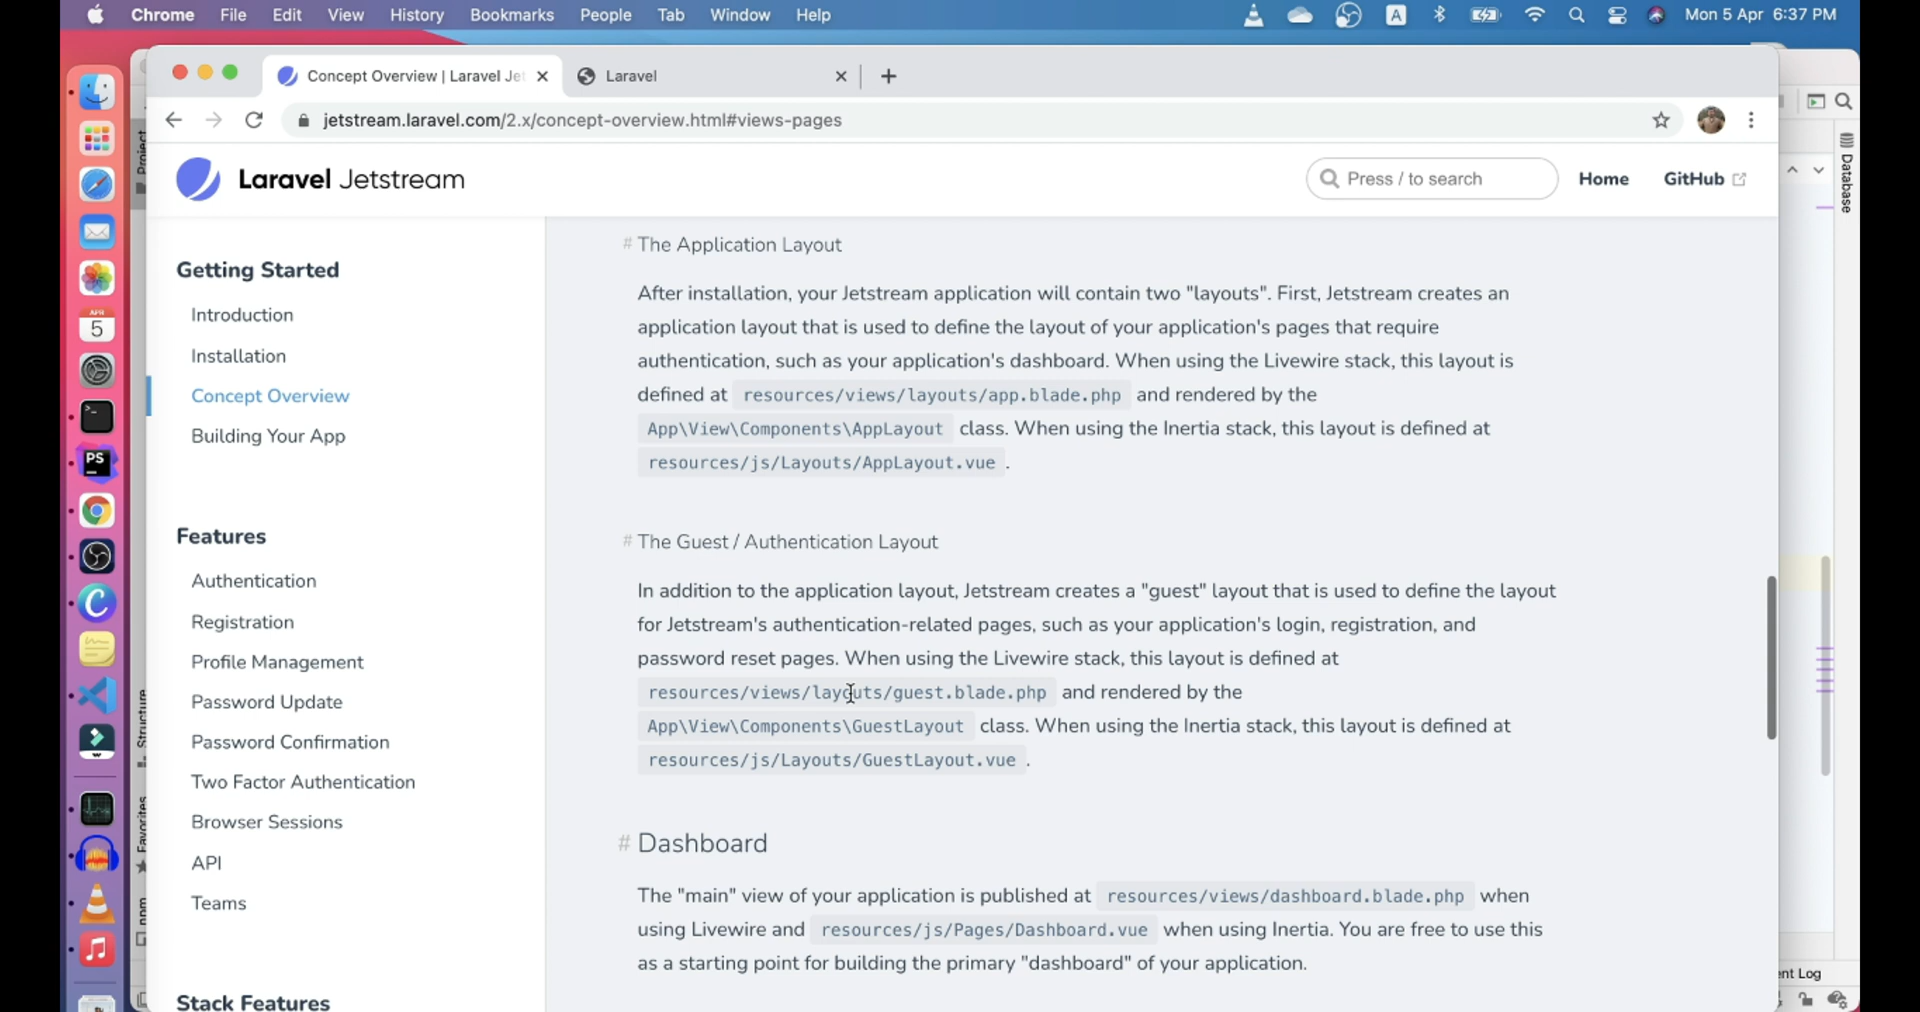 Chrome File Edit View History Bookmarks People Tab Window Help A Mon 5 Apr 6:37 PM
Concept Overview | Laravel Jet Laravel
jetstream.laravel.com/2.x/concept-overview.html#views-pages
Laravel Jetstream
Press / to search
Home
GitHub
Getting Started
Introduction
Installation
Concept Overview
Building Your App
Features
Authentication
Registration
Profile Management
Password Update
Password Confirmation
Two Factor Authentication
Browser Sessions
API
Teams
Stack Features
# The Application Layout
After installation, your Jetstream application will contain two "layouts". First, Jetstream creates an
application layout that is used to define the layout of your application's pages that require
authentication, such as your application's dashboard. When using the Livewire stack, this layout is
defined at resources/views/layouts/app.blade.php and rendered by the
App\View\Components\AppLayout class. When using the Inertia stack, this layout is defined at
resources/js/Layouts/AppLayout.vue .
# The Guest / Authentication Layout
In addition to the application layout, Jetstream creates a "guest" layout that is used to define the layout
for Jetstream's authentication-related pages, such as your application's login, registration, and
password reset pages. When using the Livewire stack, this layout is defined at
resources/views/layouts/guest.blade.php and rendered by the
App\View\Components\GuestLayout class. When using the Inertia stack, this layout is defined at
resources/js/Layouts/GuestLayout.vue .
# Dashboard
The "main" view of your application is published at resources/views/dashboard.blade.php when
using Livewire and resources/js/Pages/Dashboard.vue when using Inertia. You are free to use this
as a starting point for building the primary "dashboard" of your application.
Project
Structure
Favorites
npm
APR
5
PS
Database
ent Log